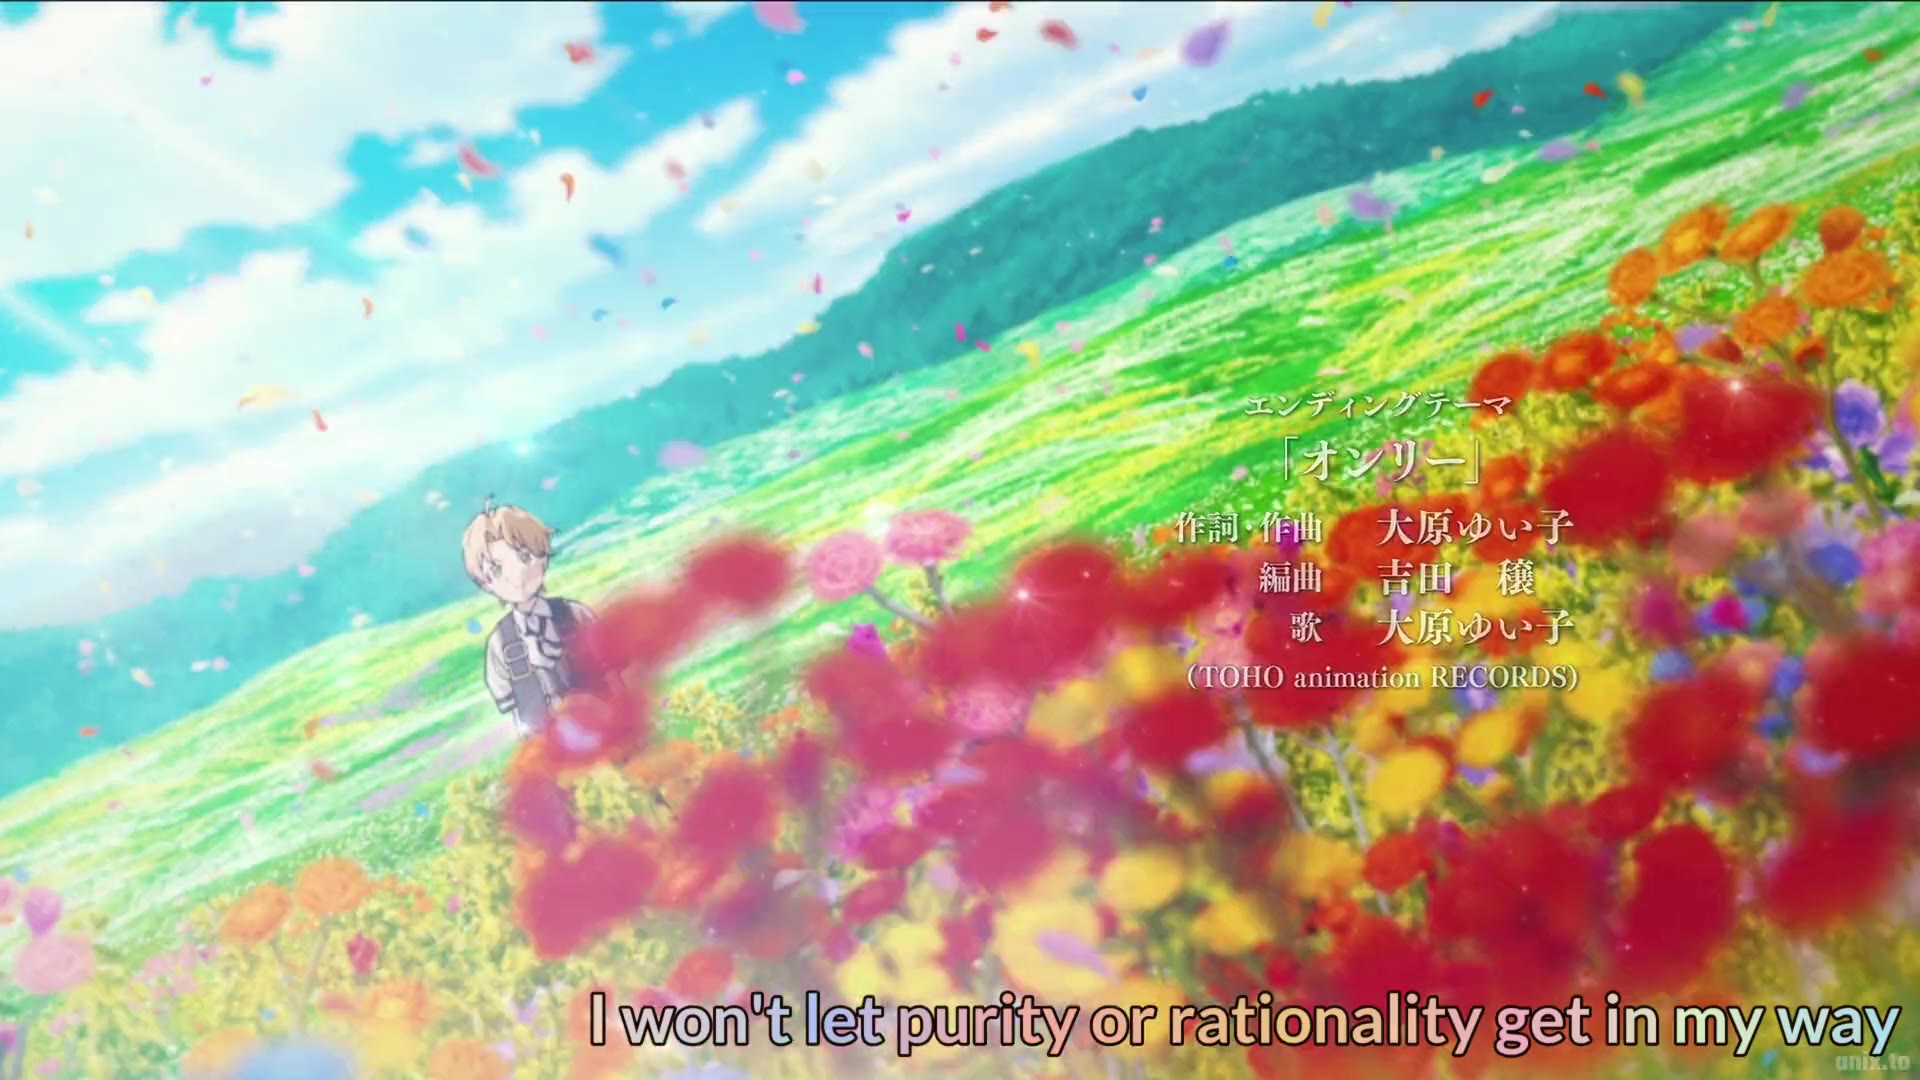 エンディングテーマ
「オンリー」
作詞・作曲 大原ゆい子
編曲 吉田 穣
歌 大原ゆい子
(TOHO animation RECORDS)
I won't let purity or rationality get in my way
anix.to